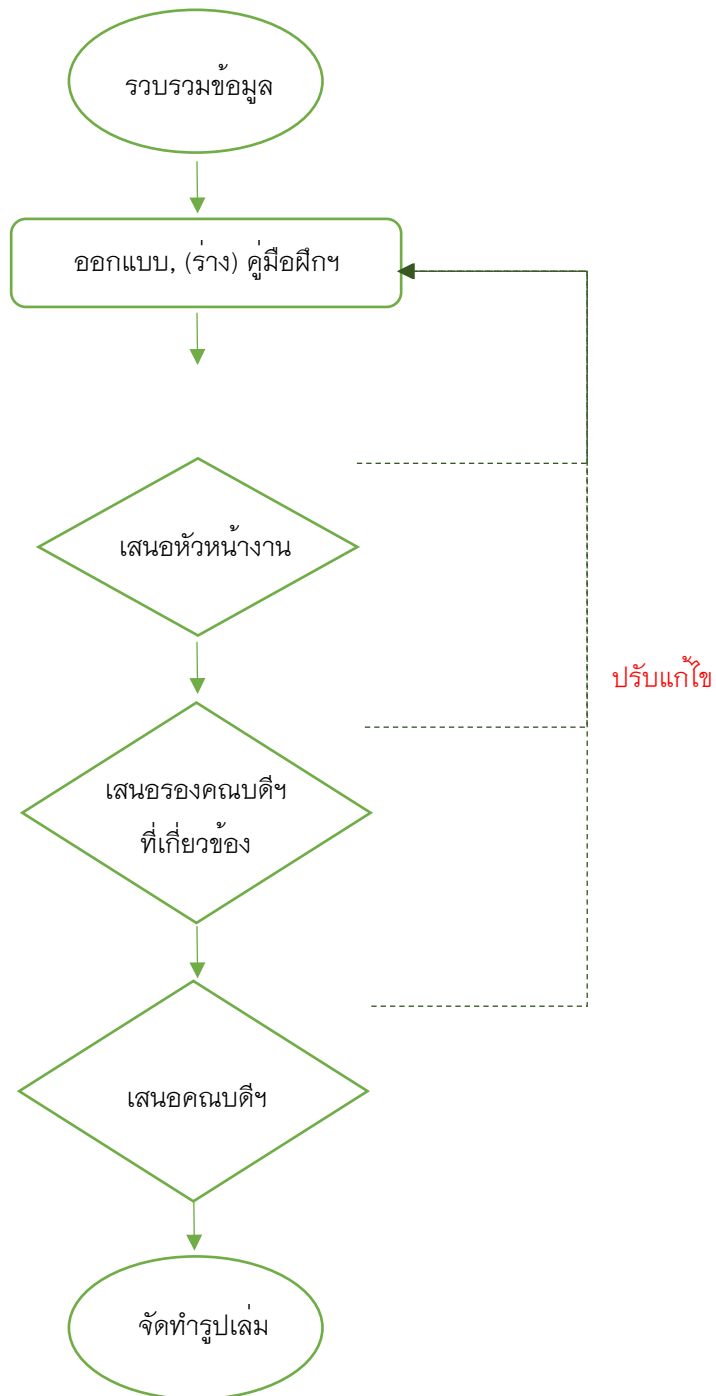 รวบรวมข้อมูล
ออกแบบ, (ร่าง) คู่มือฝึกฯ
เสนอหัวหน้างาน
ปรับแก้ไข
เสนอรองคณบดีฯ
ที่เกี่ยวข้อง
เสนอคณบดีฯ
จัดทำรูปเล่ม